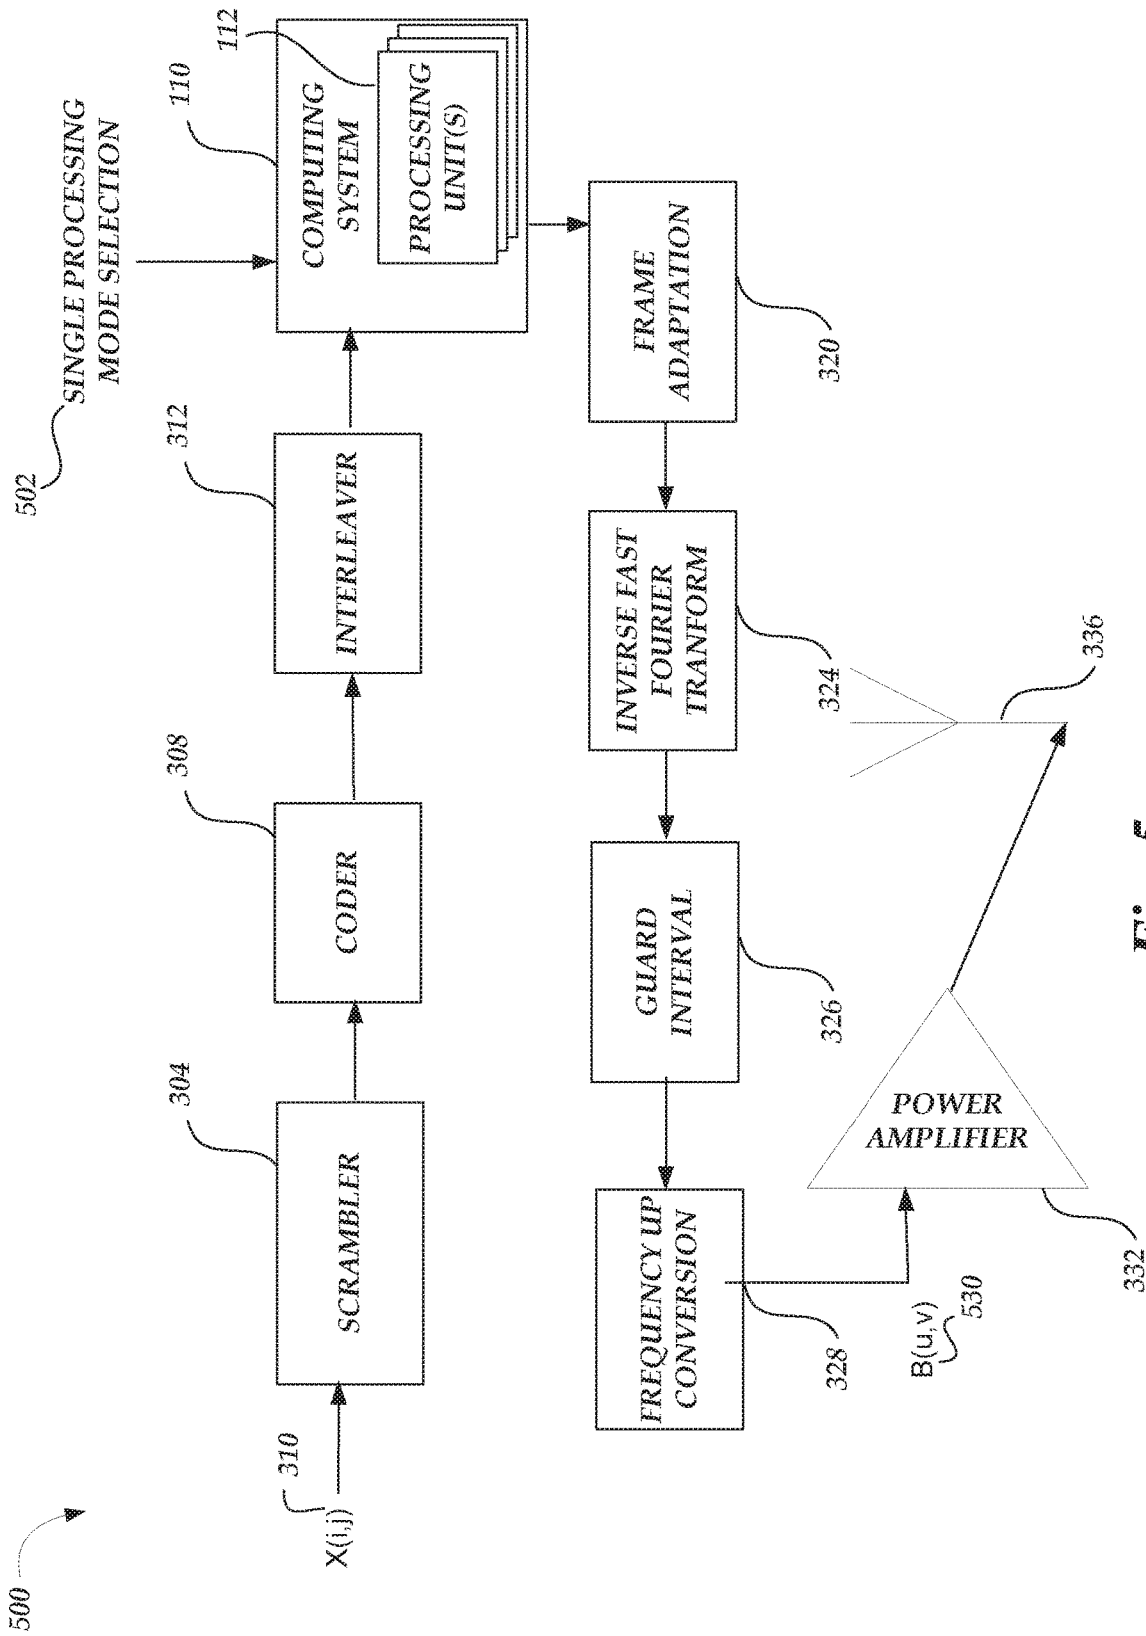 500
502
SINGLE PROCESSING
MODE SELECTION
X(i,j)
310
304
SCRAMBLER
308
CODER
312
INTERLEAVER
110
COMPUTING
SYSTEM
112
PROCESSING
UNIT(S)
FREQUENCY UP
CONVERSION
328
GUARD
INTERVAL
326
INVERSE FAST
FOURIER
TRANFORM
324
FRAME
ADAPTATION
320
B(u,v)
530
POWER
AMPLIFIER
332
336